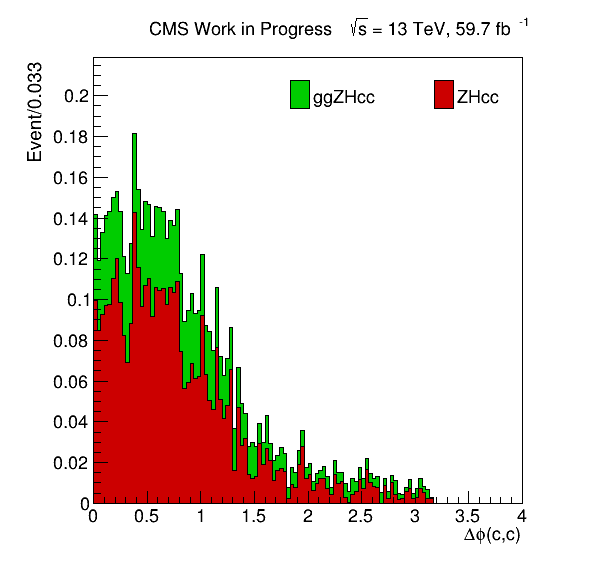 CMS Work in Progress √s = 13 TeV, 59.7 fb⁻¹
Event/0.033
ggZHcc ZHcc
0.2
0.18
0.16
0.14
0.12
0.1
0.08
0.06
0.04
0.02
0
0 0.5 1 1.5 2 2.5 3 3.5 4
Δϕ(c,c)